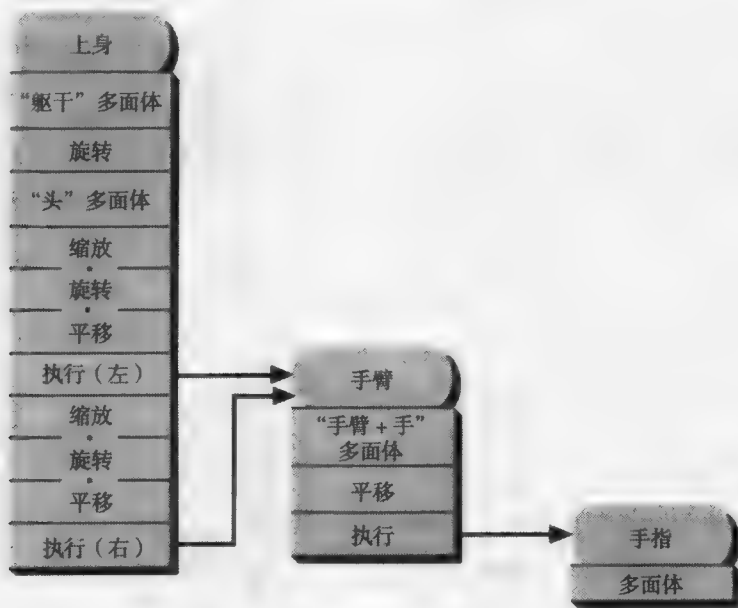 上身
“躯干”多面体
旋转
“头”多面体
缩放
旋转
平移
执行（左）
缩放
旋转
平移
执行（右）
手臂
“手臂 + 手”
多面体
平移
执行
手指
多面体